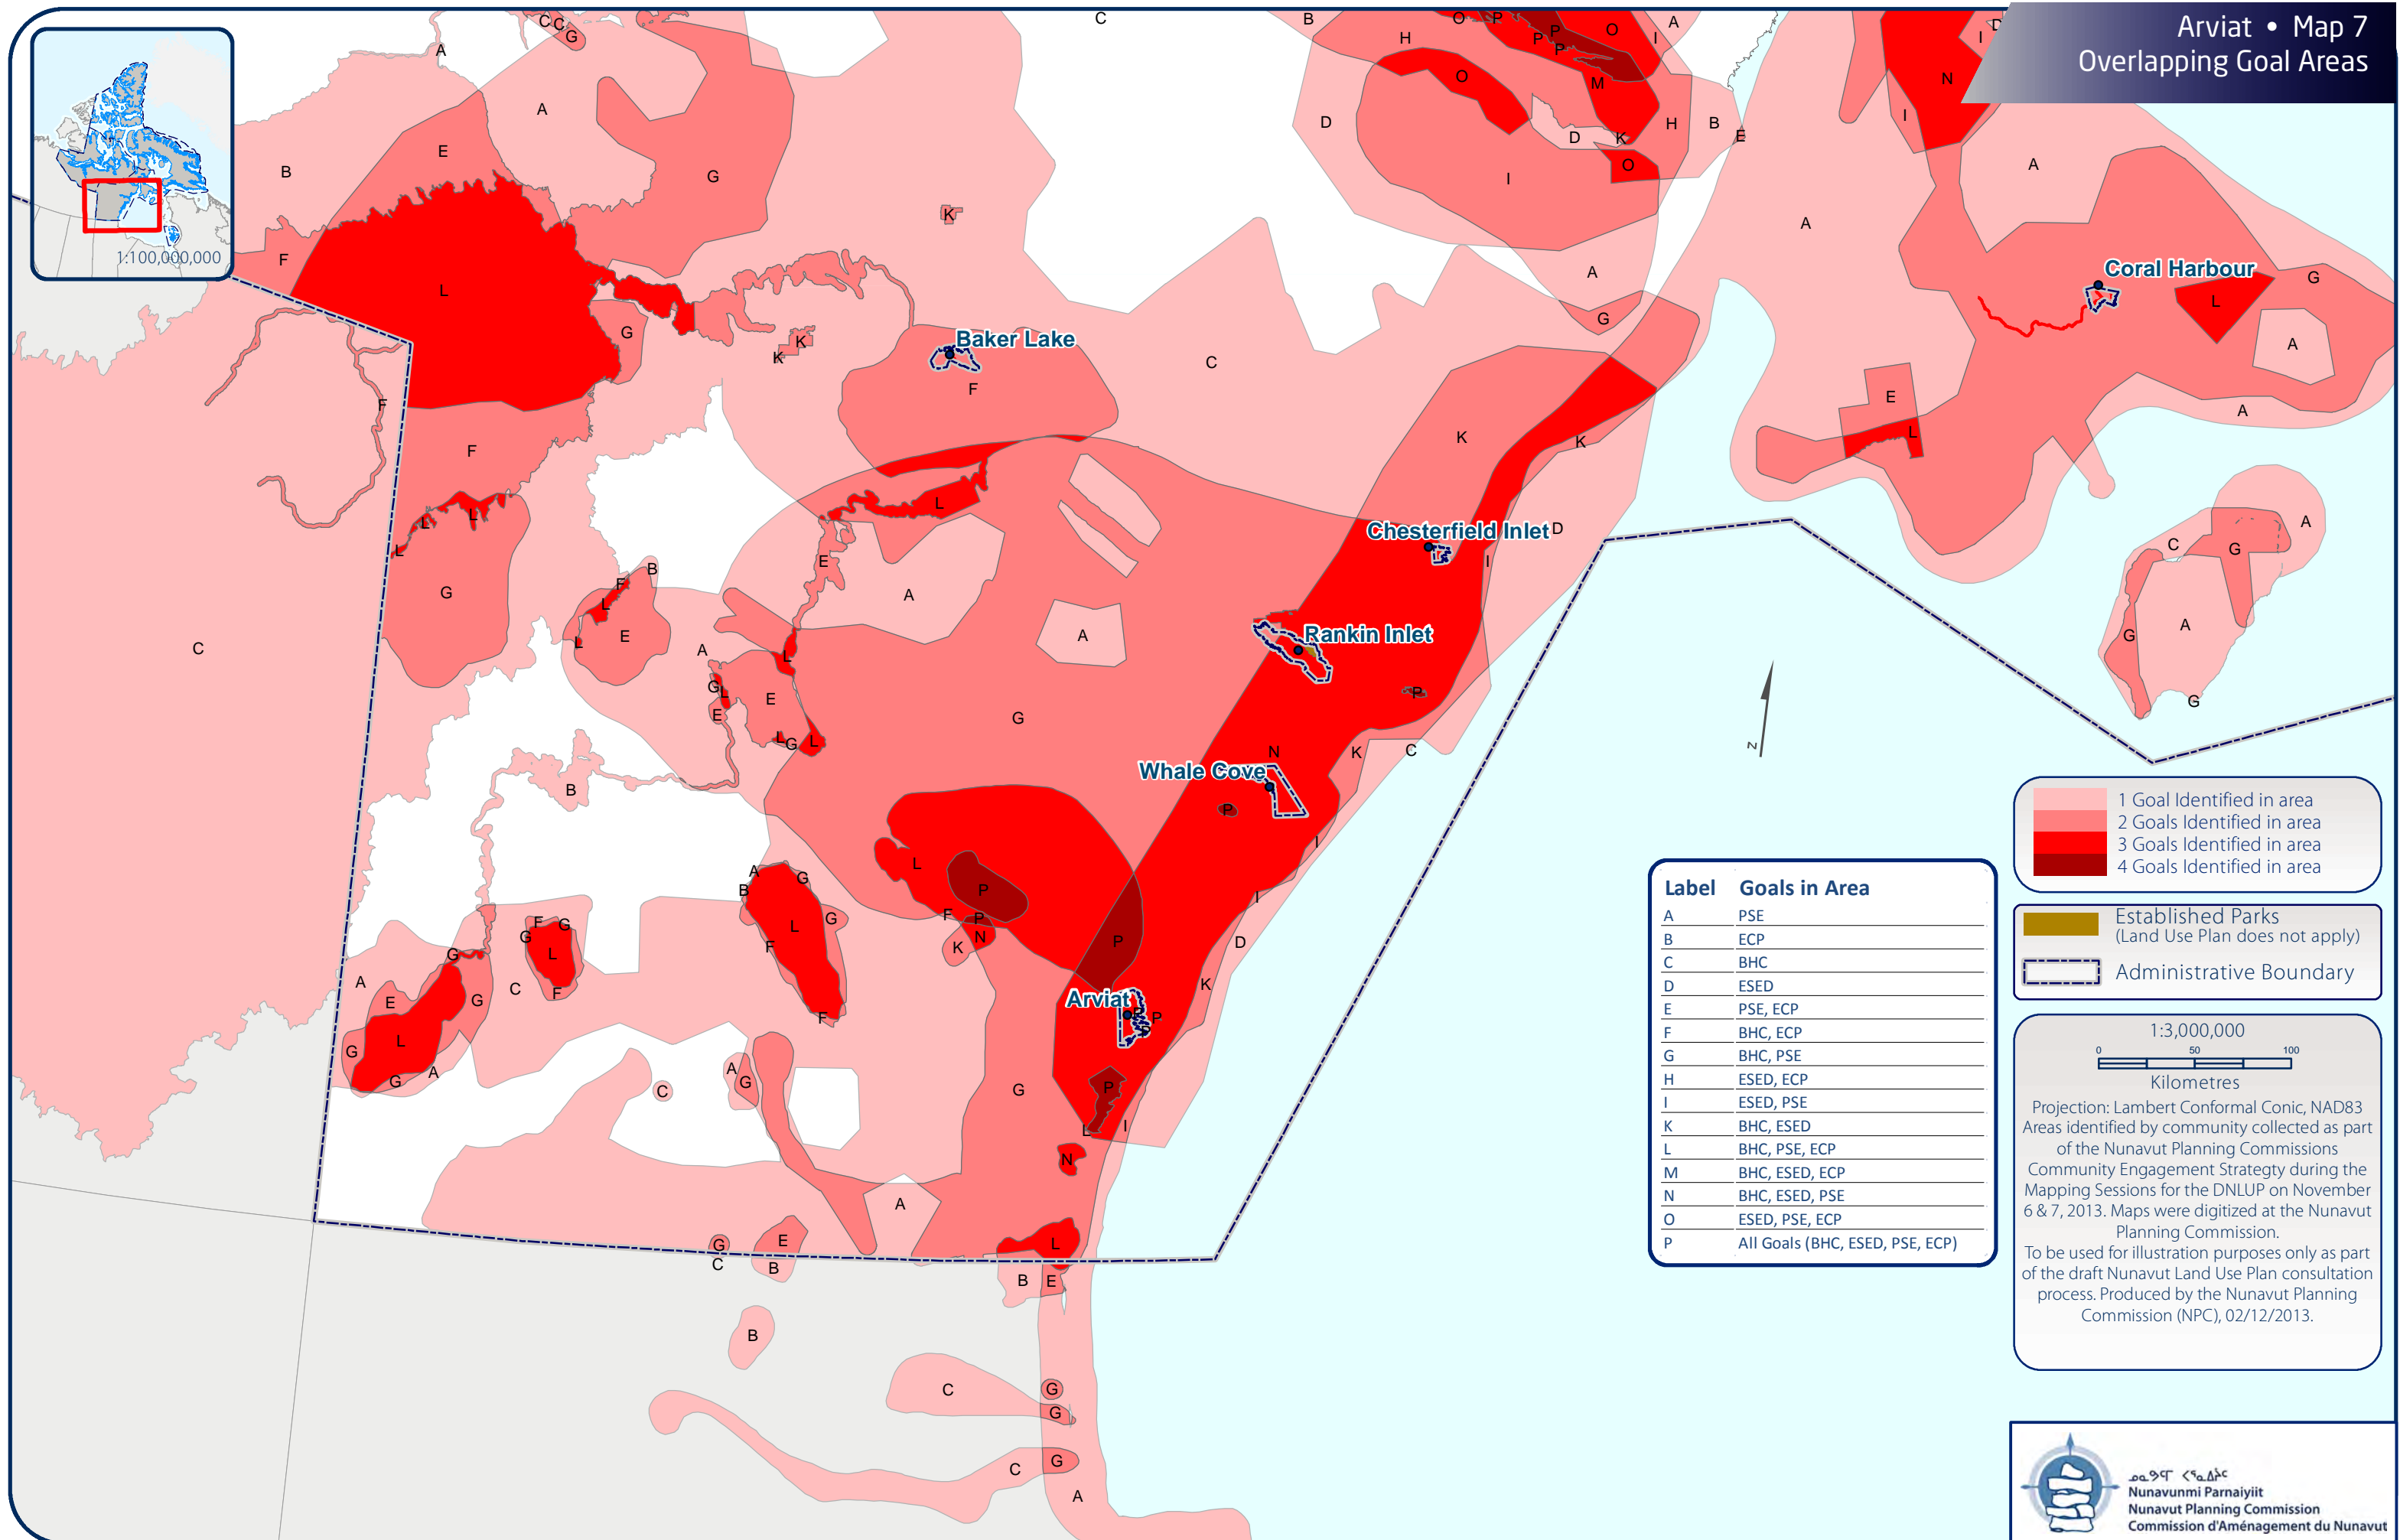 Arviat • Map 7
Overlapping Goal Areas
1:100,000,000
Baker Lake
Coral Harbour
Chesterfield Inlet
Rankin Inlet
Whale Cove
Arviat
N
1 Goal Identified in area
2 Goals Identified in area
3 Goals Identified in area
4 Goals Identified in area
Established Parks
(Land Use Plan does not apply)
Administrative Boundary
Label Goals in Area
A PSE
B ECP
C BHC
D ESED
E PSE, ECP
F BHC, ECP
G BHC, PSE
H ESED, ECP
I ESED, PSE
K BHC, ESED
L BHC, PSE, ECP
M BHC, ESED, ECP
N BHC, ESED, PSE
O ESED, PSE, ECP
P All Goals (BHC, ESED, PSE, ECP)
1:3,000,000
0 50 100
Kilometres
Projection: Lambert Conformal Conic, NAD83
Areas identified by community collected as part
of the Nunavut Planning Commissions
Community Engagement Strategty during the
Mapping Sessions for the DNLUP on November
6 & 7, 2013. Maps were digitized at the Nunavut
Planning Commission.
To be used for illustration purposes only as part
of the draft Nunavut Land Use Plan consultation
process. Produced by the Nunavut Planning
Commission (NPC), 02/12/2013.
ᓄᓇᕗᒻᒥ ᐸᕐᓇᐃᔨᑦ
Nunavunmi Parnaiyiit
Nunavut Planning Commission
Commission d'Aménagement du Nunavut